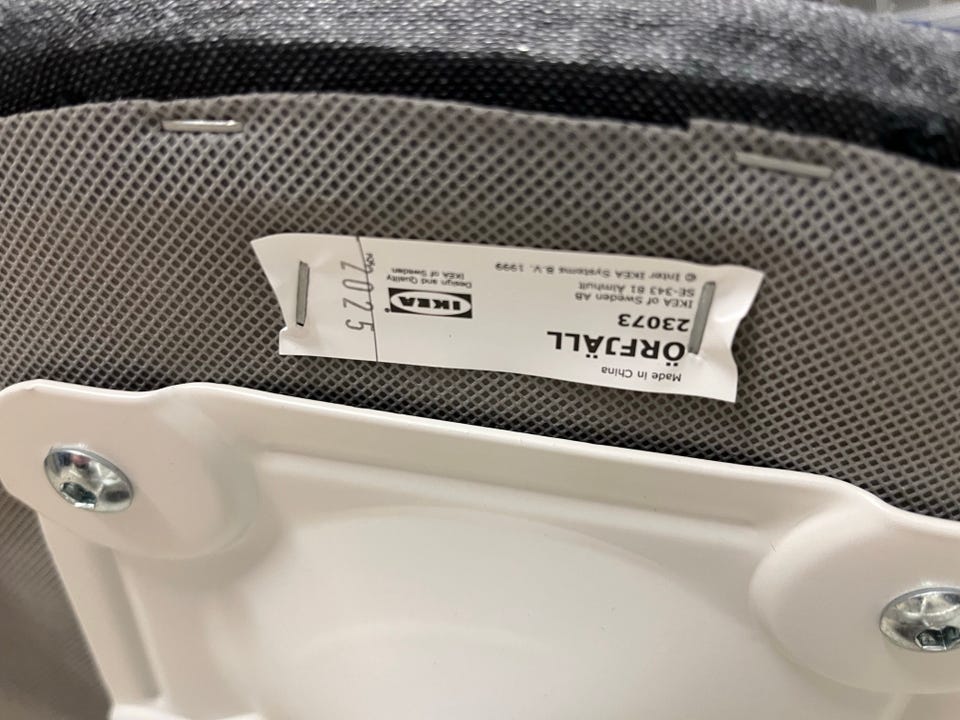 Made in China
ÖRFJÄLL
23073
IKEA of Sweden AB
SE-343 81 Älmhult
© Inter IKEA Systems B.V. 1999
IKEA
Design and Quality
IKEA of Sweden
2025